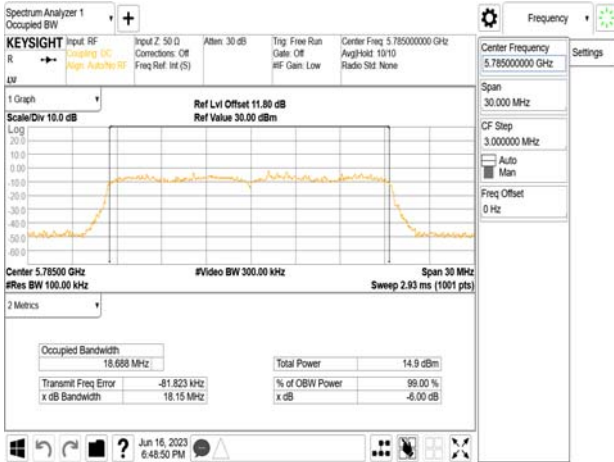 Spectrum Analyzer 1
Occupied BW
Frequency
KEYSIGHT
R
Input: RF
Coupling: DC
Align: Auto/No RF
Input Z: 50 Ω
Corrections: Off
Freq Ref: Int (S)
Atten: 30 dB
Trig: Free Run
Gate: Off
#IF Gain: Low
Center Freq: 5.785000000 GHz
Avg|Hold: 10/10
Radio Std: None
Center Frequency
5.785000000 GHz
Settings
Span
30.000 MHz
CF Step
3.000000 MHz
Auto
Man
Freq Offset
0 Hz
1 Graph
Scale/Div 10.0 dB
Ref Lvl Offset 11.80 dB
Ref Value 30.00 dBm
Log
20.0
10.0
0.00
-10.0
-20.0
-30.0
-40.0
-50.0
-60.0
Center 5.78500 GHz
#Res BW 100.00 kHz
#Video BW 300.00 kHz
Span 30 MHz
Sweep 2.93 ms (1001 pts)
2 Metrics
Occupied Bandwidth
18.688 MHz
Total Power 14.9 dBm
Transmit Freq Error -81.823 kHz
% of OBW Power 99.00 %
x dB Bandwidth 18.15 MHz
x dB -6.00 dB
?
Jun 16, 2023
6:48:50 PM